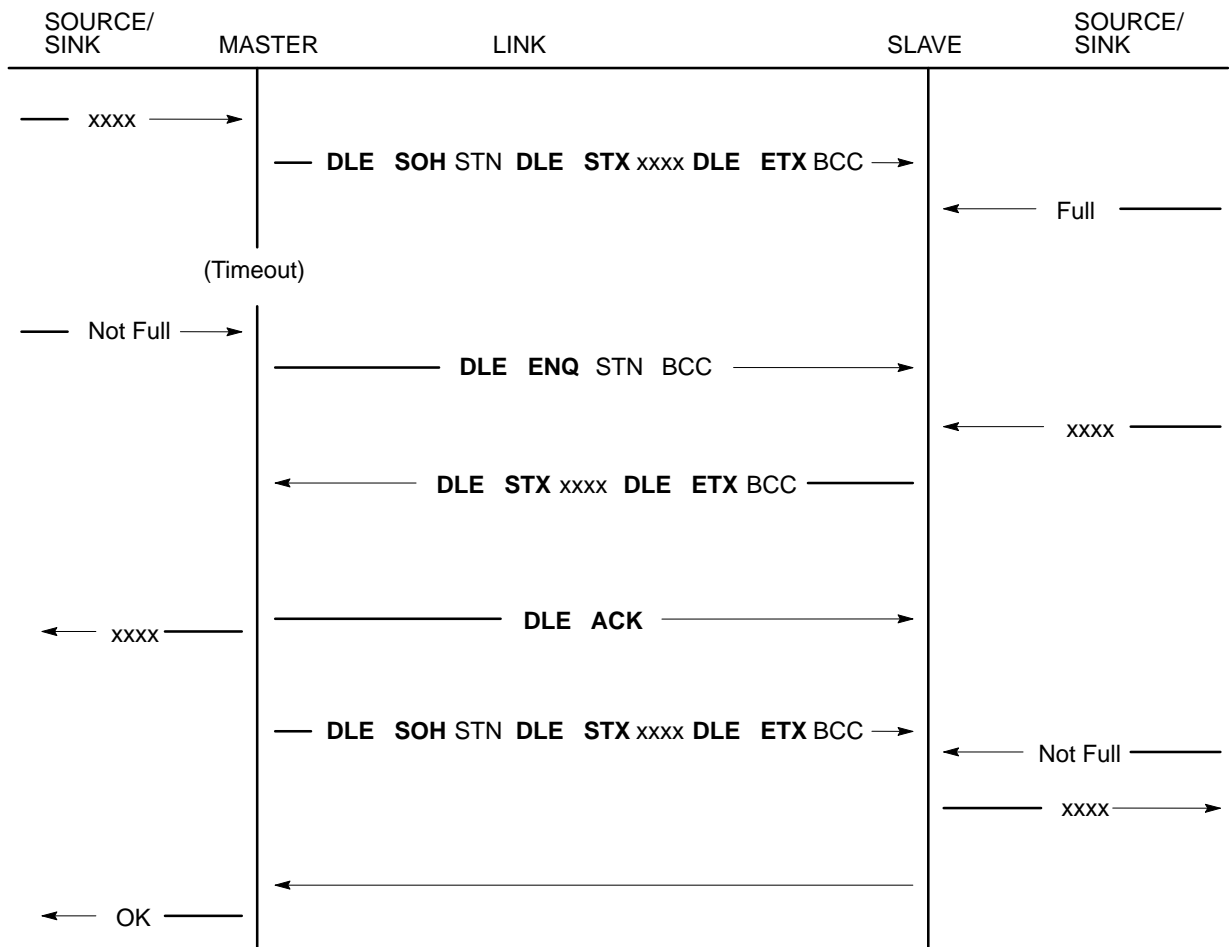 SOURCE/
SINK
MASTER
LINK
SLAVE
SOURCE/
SINK
xxxx
DLE SOH STN DLE STX xxxx DLE ETX BCC
Full
(Timeout)
Not Full
DLE ENQ STN BCC
xxxx
DLE STX xxxx DLE ETX BCC
DLE ACK
xxxx
DLE SOH STN DLE STX xxxx DLE ETX BCC
Not Full
xxxx
OK